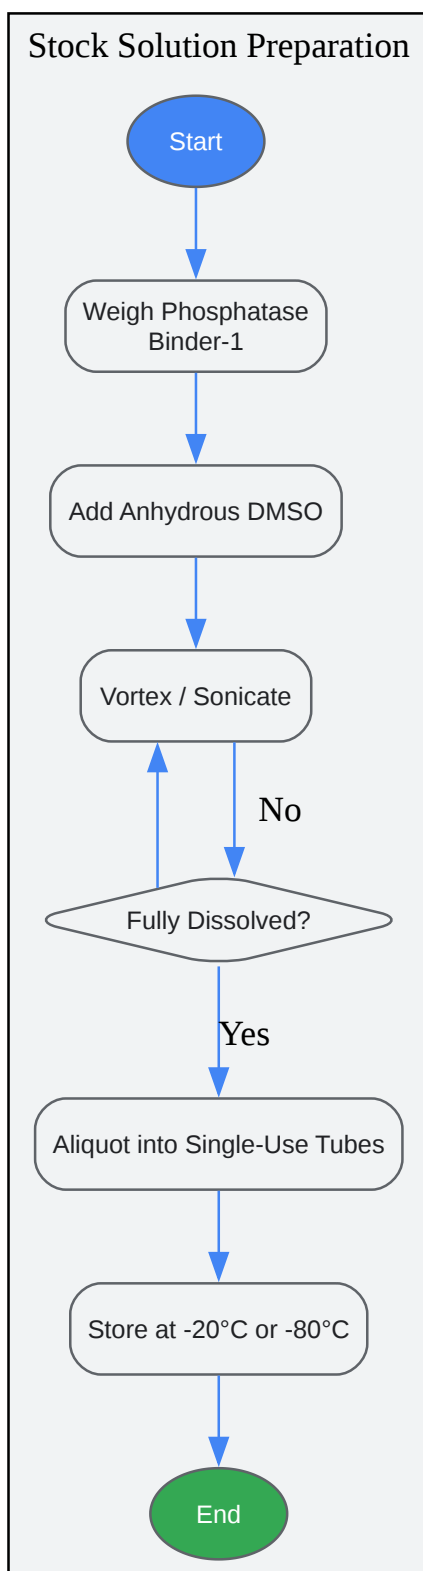 Stock Solution Preparation
Start
Weigh Phosphatase
Binder-1
Add Anhydrous DMSO
Vortex / Sonicate
No
Fully Dissolved?
Yes
Aliquot into Single-Use Tubes
Store at -20°C or -80°C
End